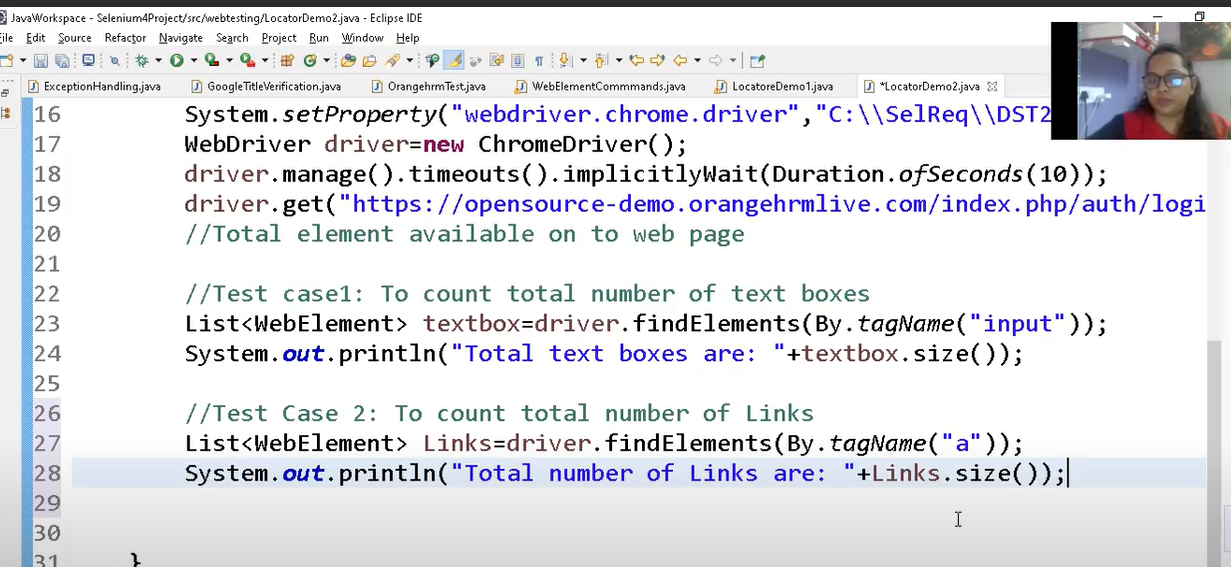 JavaWorkspace - Selenium4Project/src/webtesting/LocatorDemo2.java - Eclipse IDE
File Edit Source Refactor Navigate Search Project Run Window Help
ExceptionHandling.java GoogleTitleVerification.java OrangehrmTest.java WebElementCommmands.java LocatoreDemo1.java *LocatorDemo2.java
16 System.setProperty("webdriver.chrome.driver","C:\\SelReq\\DST2
17 WebDriver driver=new ChromeDriver();
18 driver.manage().timeouts().implicitlyWait(Duration.ofSeconds(10));
19 driver.get("https://opensource-demo.orangehrmlive.com/index.php/auth/logi
20 //Total element available on to web page
21
22 //Test case1: To count total number of text boxes
23 List<WebElement> textbox=driver.findElements(By.tagName("input"));
24 System.out.println("Total text boxes are: "+textbox.size());
25
26 //Test Case 2: To count total number of Links
27 List<WebElement> Links=driver.findElements(By.tagName("a"));
28 System.out.println("Total number of Links are: "+Links.size());
29
30
31 }